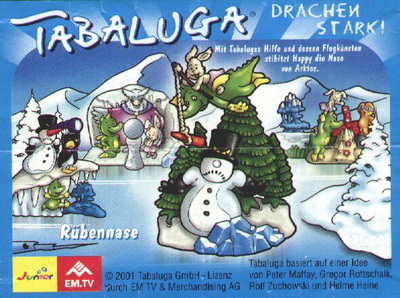 TABALUGA®
DRACHEN
STARK!
Mit Tabalugas Hilfe und dessen Flugkünsten
stibitzt Happy die Nase
von Arktos.
Rübennase
Junior
EM.TV
© 2001 Tabaluga GmbH - Lizenz
durch EM TV & Merchandising AG
Tabaluga basiert auf einer Idee
von Peter Maffay, Gregor Rottschalk,
Rolf Zuchowski und Helme Heine.